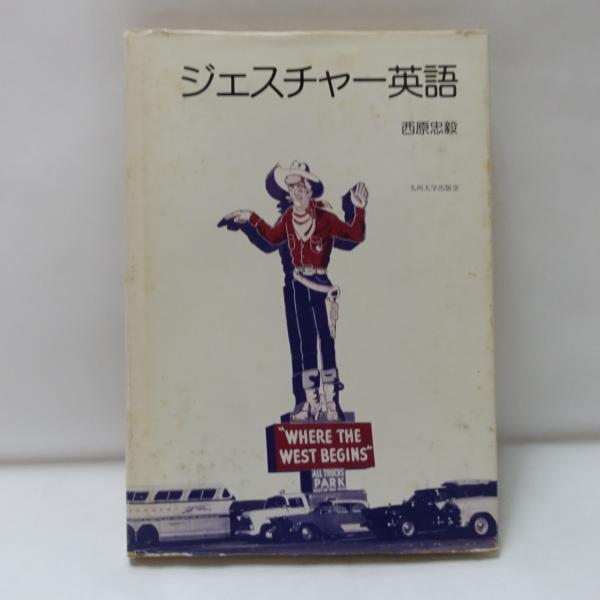 ジェスチャー英語
西原忠毅
九州大学出版会
"WHERE THE
WEST BEGINS"
ALL TRUCKS
PARK